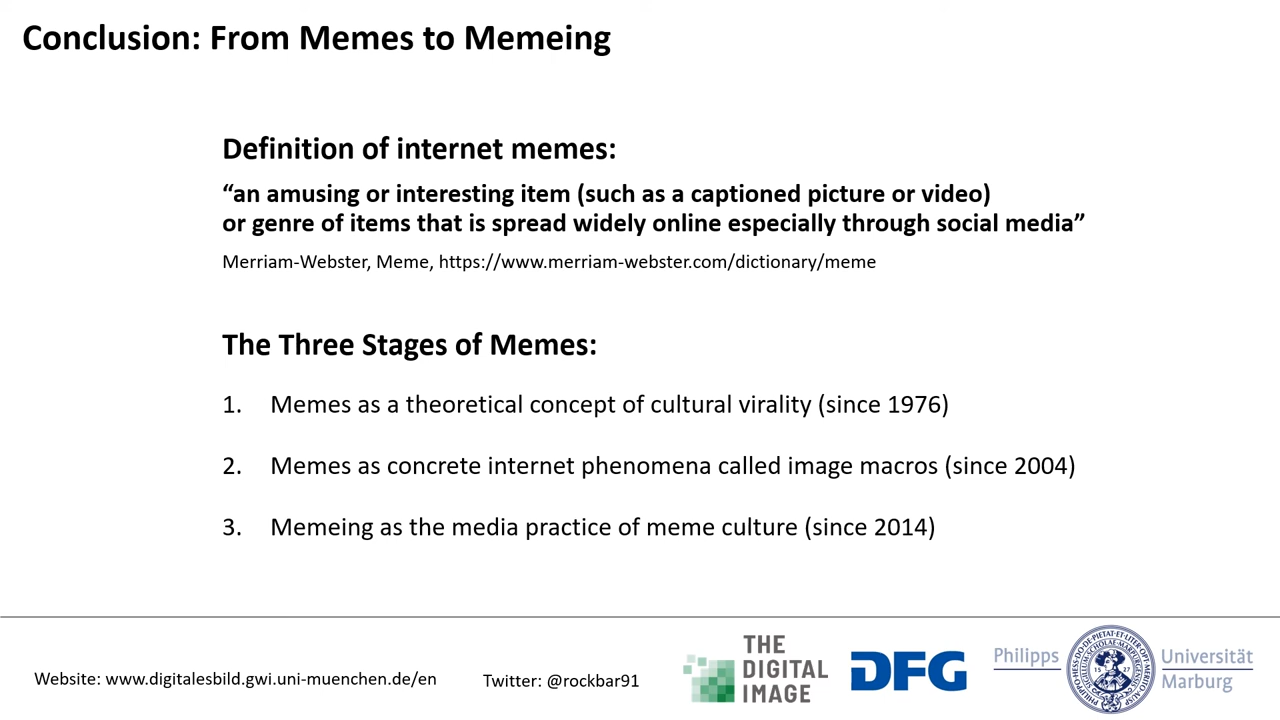 Conclusion: From Memes to Memeing
Definition of internet memes:
“an amusing or interesting item (such as a captioned picture or video)
or genre of items that is spread widely online especially through social media”
Merriam-Webster, Meme, https://www.merriam-webster.com/dictionary/meme
The Three Stages of Memes:
1. Memes as a theoretical concept of cultural virality (since 1976)
2. Memes as concrete internet phenomena called image macros (since 2004)
3. Memeing as the media practice of meme culture (since 2014)
Website: www.digitalesbild.gwi.uni-muenchen.de/en
Twitter: @rockbar91
THE
DIGITAL
IMAGE
DFG
Philipps
Universität
Marburg
15 27